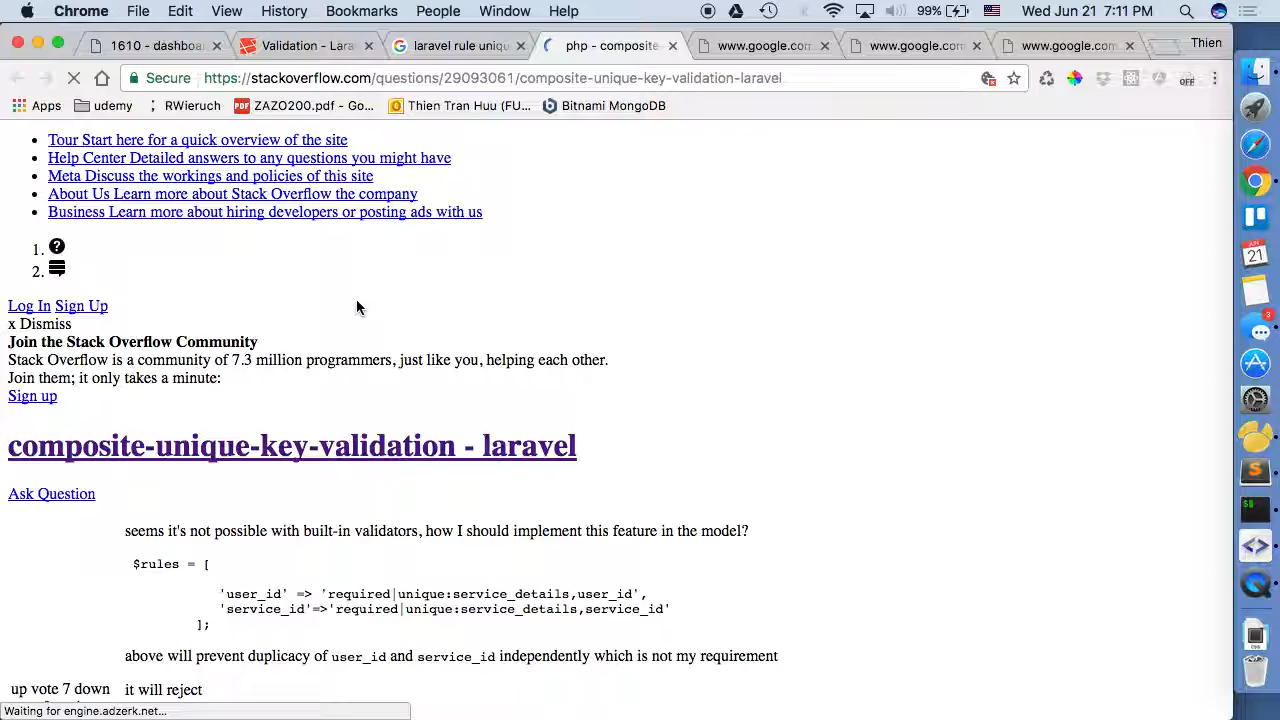 Chrome File Edit View History Bookmarks People Window Help 99% Wed Jun 21 7:11 PM
1610 - dashboa × Validation - Lara × laravel rule uniqu × php - composite × www.google.com × www.google.com × www.google.com × Thien
Secure https://stackoverflow.com/questions/29093061/composite-unique-key-validation-laravel OFF
Apps udemy RWieruch PDF ZAZO200.pdf - Go... Thien Tran Huu (FU... Bitnami MongoDB
Tour Start here for a quick overview of the site
Help Center Detailed answers to any questions you might have
Meta Discuss the workings and policies of this site
About Us Learn more about Stack Overflow the company
Business Learn more about hiring developers or posting ads with us
1.
2.
Log In Sign Up
x Dismiss
Join the Stack Overflow Community
Stack Overflow is a community of 7.3 million programmers, just like you, helping each other.
Join them; it only takes a minute:
Sign up
composite-unique-key-validation - laravel
Ask Question
seems it's not possible with built-in validators, how I should implement this feature in the model?
$rules = [
'user_id' => 'required|unique:service_details,user_id',
'service_id'=>'required|unique:service_details,service_id'
];
above will prevent duplicacy of user_id and service_id independently which is not my requirement
up vote 7 down it will reject
Waiting for engine.adzerk.net...
JUN
21
3